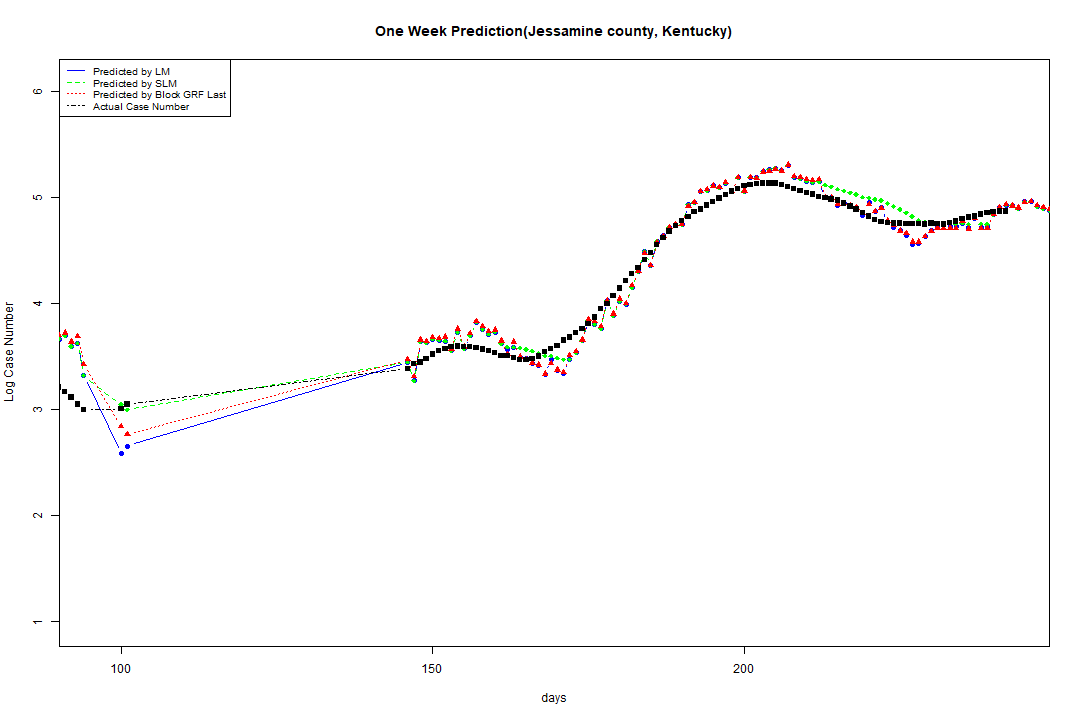 One Week Prediction(Jessamine county, Kentucky)
Predicted by LM
Predicted by SLM
Predicted by Block GRF Last
Actual Case Number
Log Case Number
6
5
4
3
2
1
100 150 200
days